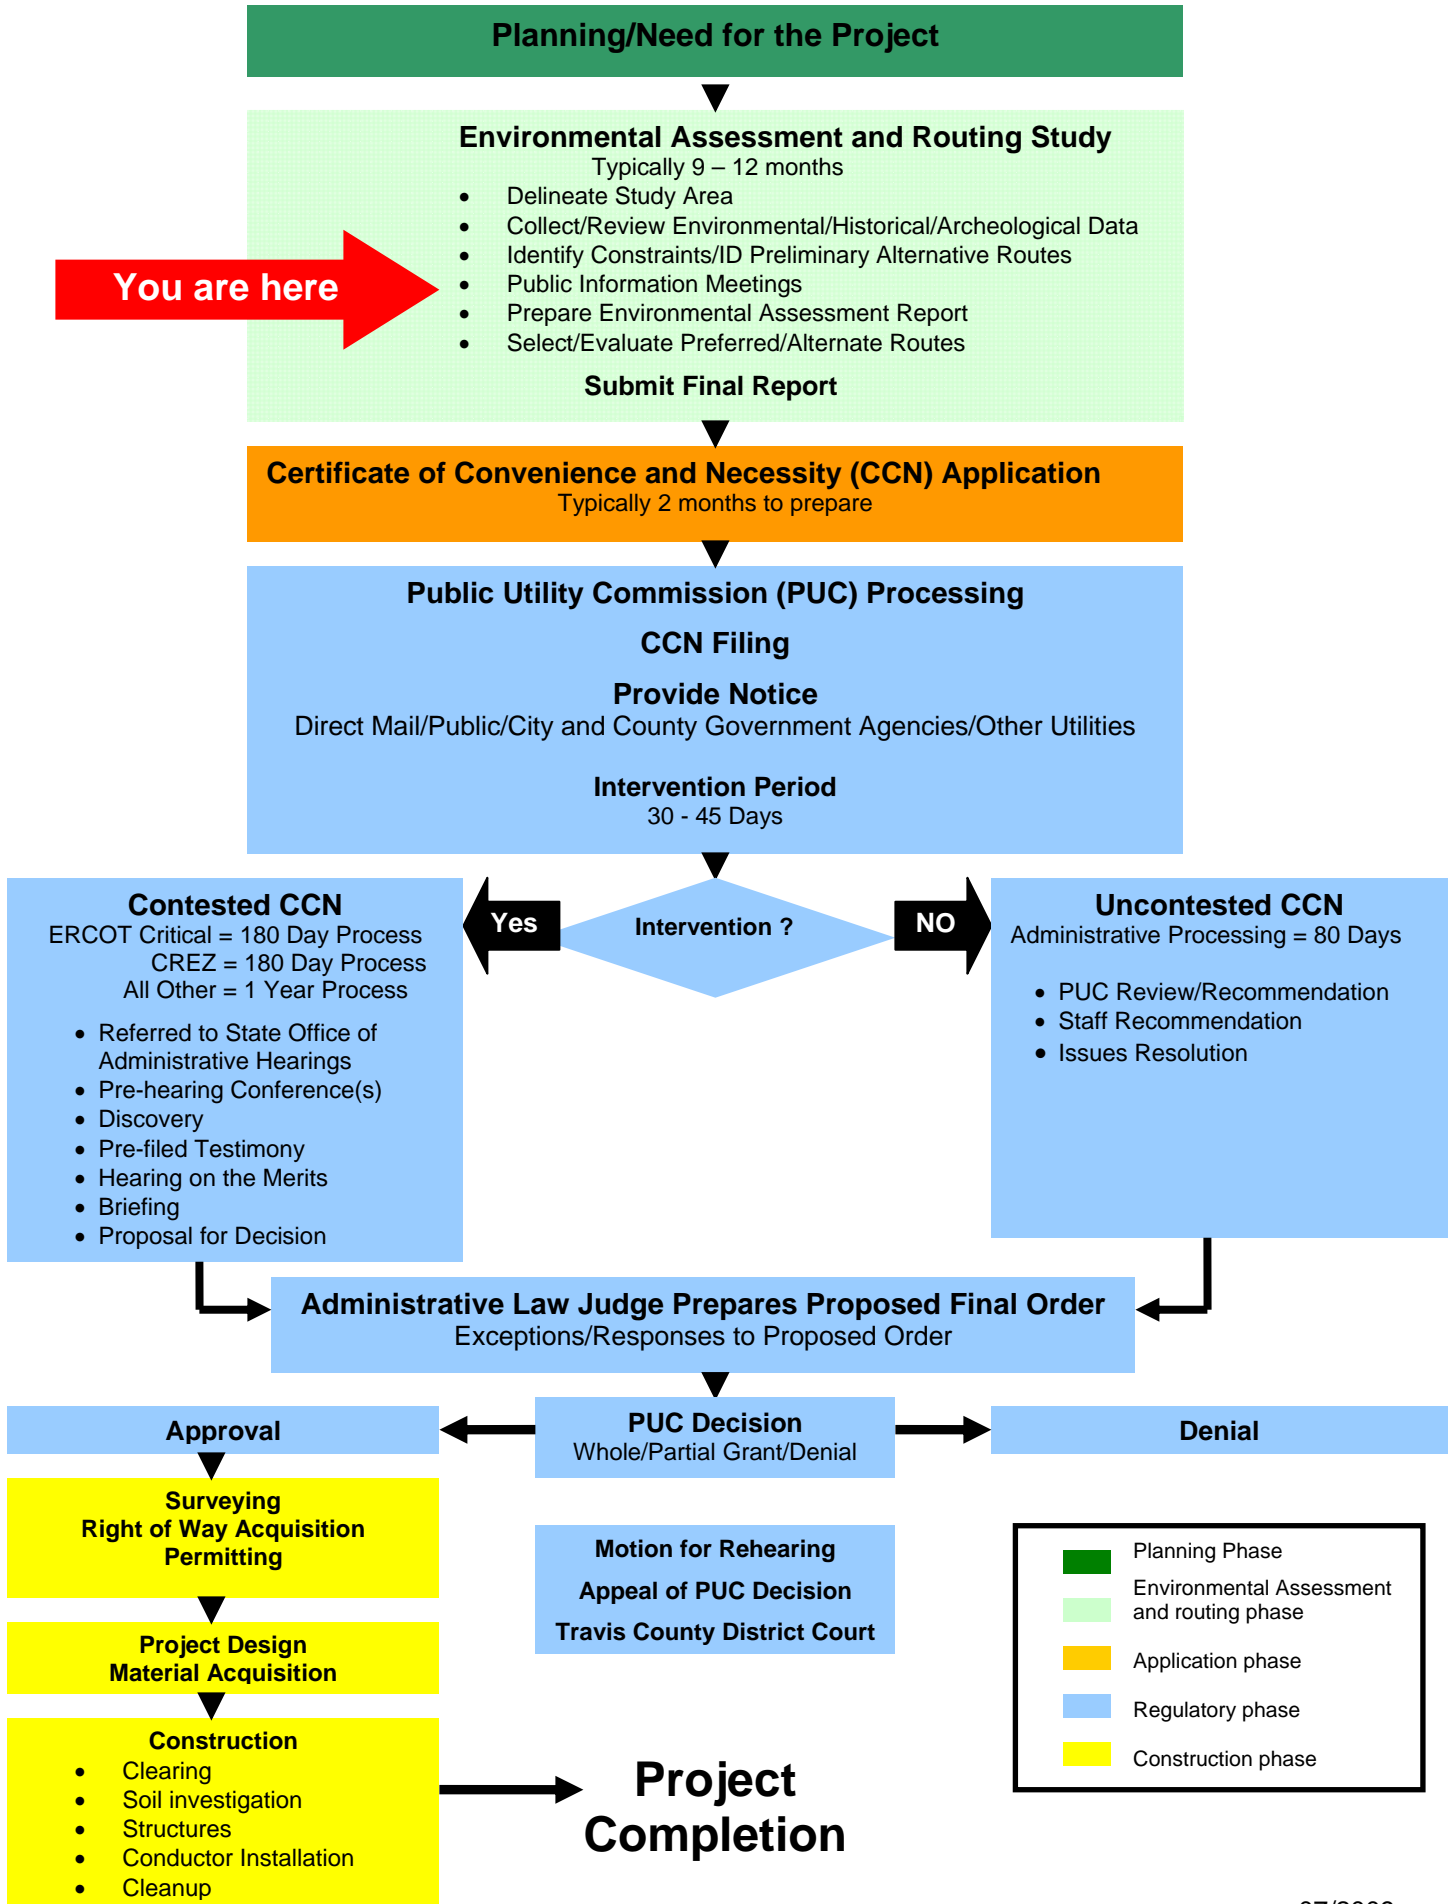 Planning/Need for the Project
Environmental Assessment and Routing Study
Typically 9 – 12 months
• Delineate Study Area
• Collect/Review Environmental/Historical/Archeological Data
• Identify Constraints/ID Preliminary Alternative Routes
• Public Information Meetings
• Prepare Environmental Assessment Report
• Select/Evaluate Preferred/Alternate Routes
Submit Final Report
You are here
Certificate of Convenience and Necessity (CCN) Application
Typically 2 months to prepare
Public Utility Commission (PUC) Processing
CCN Filing
Provide Notice
Direct Mail/Public/City and County Government Agencies/Other Utilities
Intervention Period
30 - 45 Days
Intervention ?
Yes
NO
Contested CCN
ERCOT Critical = 180 Day Process
CREZ = 180 Day Process
All Other = 1 Year Process
• Referred to State Office of
Administrative Hearings
• Pre-hearing Conference(s)
• Discovery
• Pre-filed Testimony
• Hearing on the Merits
• Briefing
• Proposal for Decision
Uncontested CCN
Administrative Processing = 80 Days
• PUC Review/Recommendation
• Staff Recommendation
• Issues Resolution
Administrative Law Judge Prepares Proposed Final Order
Exceptions/Responses to Proposed Order
Approval
PUC Decision
Whole/Partial Grant/Denial
Denial
Surveying
Right of Way Acquisition
Permitting
Motion for Rehearing
Appeal of PUC Decision
Travis County District Court
Project Design
Material Acquisition
Construction
• Clearing
• Soil investigation
• Structures
• Conductor Installation
• Cleanup
Project
Completion
Planning Phase
Environmental Assessment
and routing phase
Application phase
Regulatory phase
Construction phase